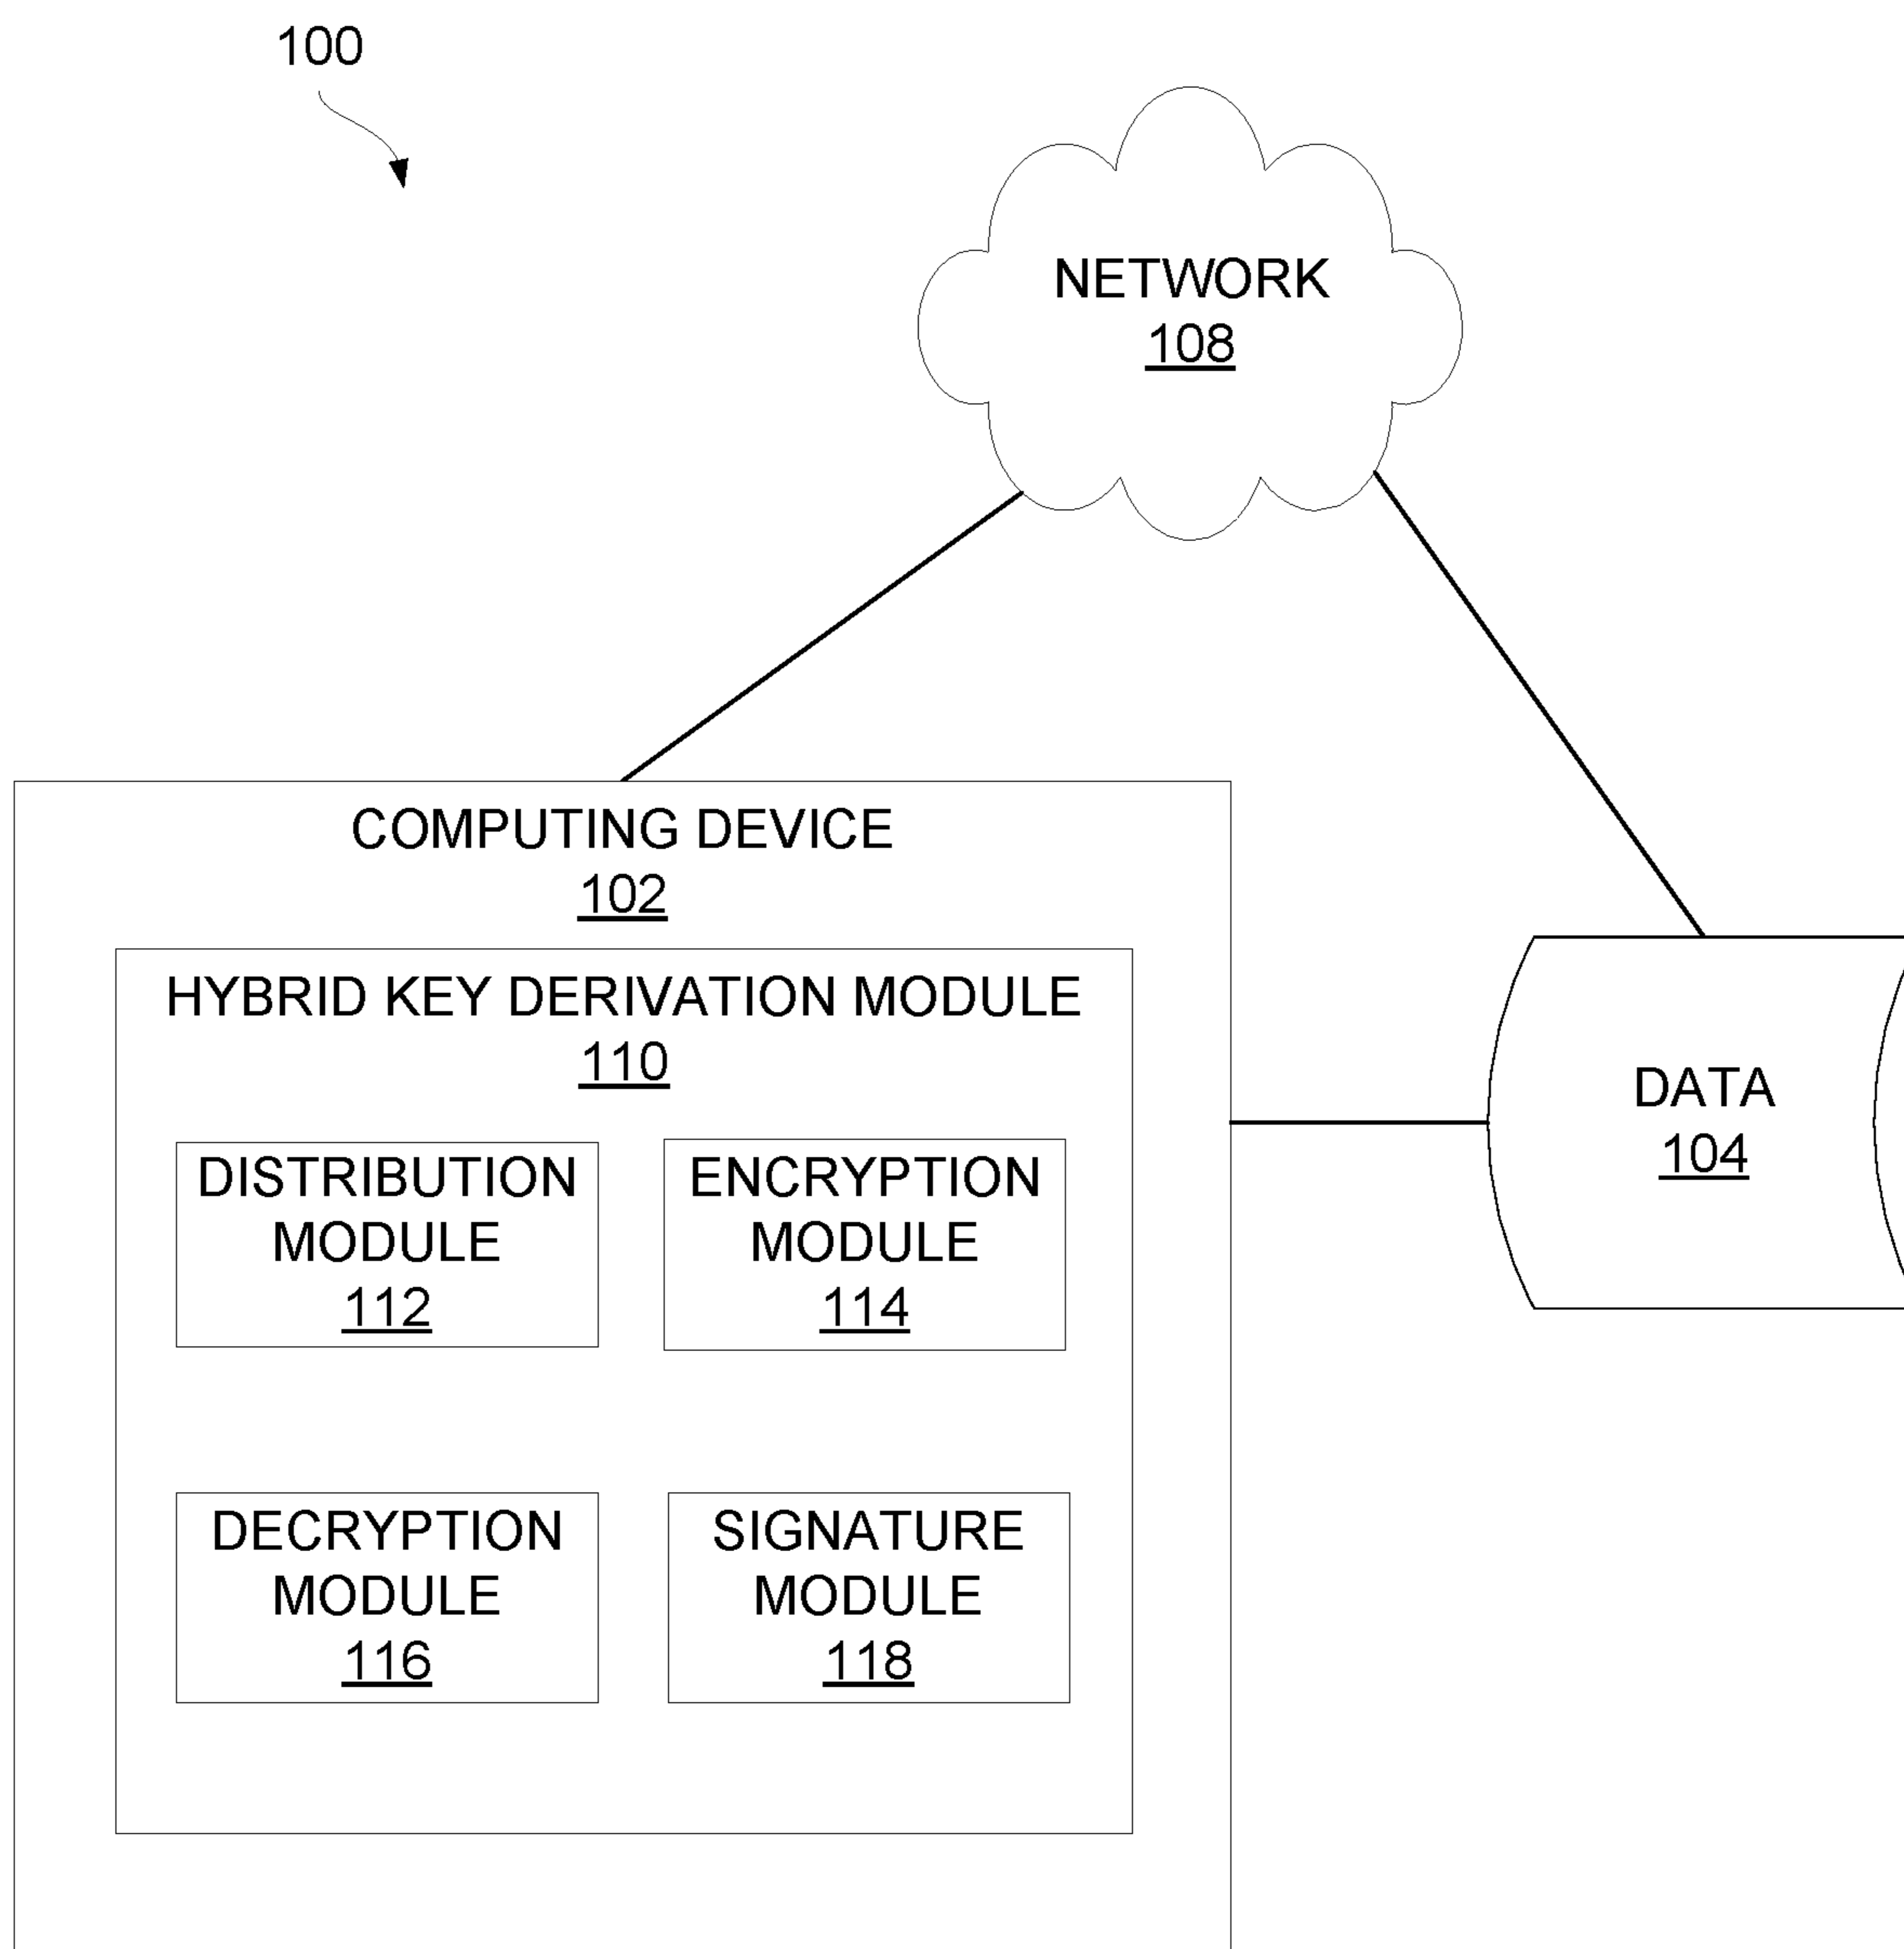 100
NETWORK
108
COMPUTING DEVICE
102
HYBRID KEY DERIVATION MODULE
110
DISTRIBUTION
MODULE
112
ENCRYPTION
MODULE
114
DECRYPTION
MODULE
116
SIGNATURE
MODULE
118
DATA
104